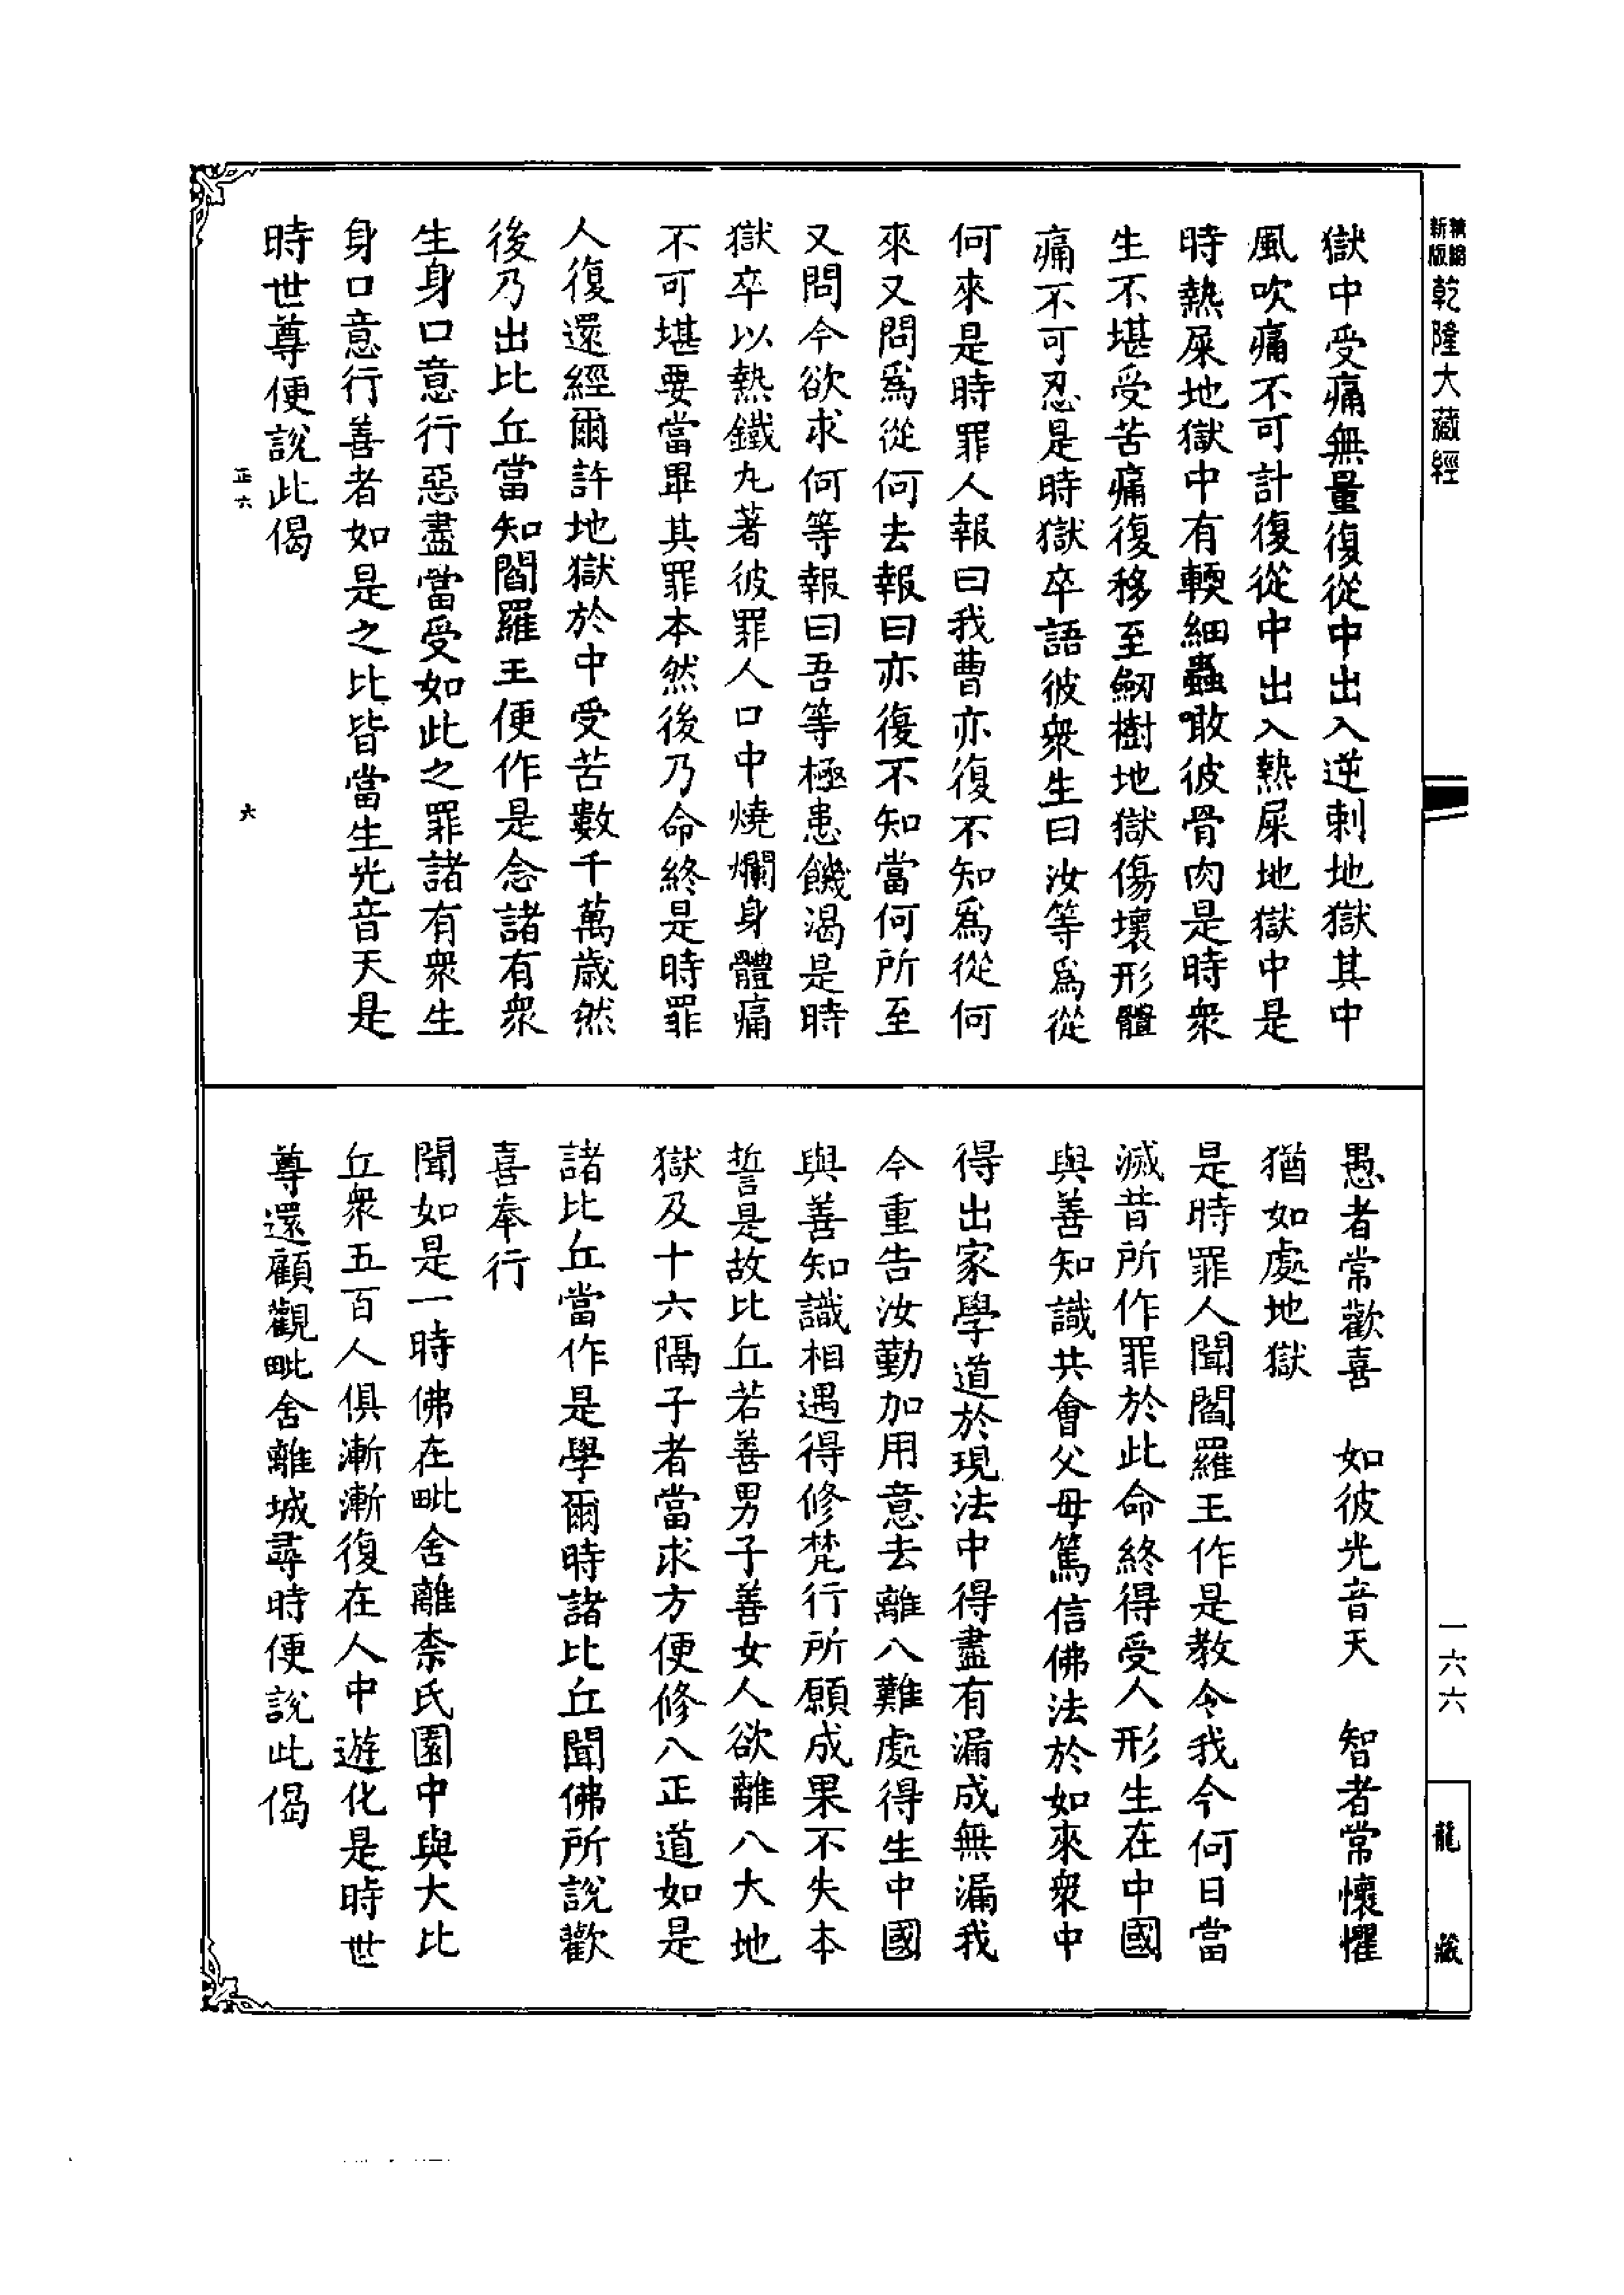 新版
乾隆大藏經
獄中受痛無量復從中出入逆刺地獄其中
風吹痛不可計復從中出入熱屎地獄中是
時熱屎地獄中有輭細蟲噉彼骨肉是時衆
生不堪受苦痛復移至劒樹地獄傷壞形體
痛不可忍是時獄卒語彼衆生曰汝等爲從
何來是時罪人報曰我曹亦復不知爲從何
來又問爲從何去報曰亦復不知當何所至
又問今欲求何等報曰吾等極患饑渴是時
獄卒以熱鐵丸著彼罪人口中燒爛身體痛
不可堪要當畢其罪本然後乃命終是時罪
人復還經爾許地獄於中受苦數千萬歲然
後乃出比丘當知閻羅王便作是念諸有衆
生身口意行惡盡當受如此之罪諸有衆生
身口意行善者如是之比皆當生光音天是
時世尊便說此偈
正六
六
愚者常歡喜　如彼光音天　智者常懷懼
猶如處地獄
是時罪人聞閻羅王作是教令我今何日當
滅昔所作罪於此命終得受人形生在中國
與善知識共會父母篤信佛法於如來衆中
得出家學道於現法中得盡有漏成無漏我
今重告汝勤加用意去離八難處得生中國
與善知識相遇得修梵行所願成果不失本
誓是故比丘若善男子善女人欲離八大地
獄及十六隔子者當求方便修八正道如是
諸比丘當作是學爾時諸比丘聞佛所說歡
喜奉行
聞如是一時佛在毗舍離柰氏園中與大比
丘衆五百人俱漸漸復在人中遊化是時世
尊還顧觀毗舍離城尋時便說此偈
一六六
龍藏